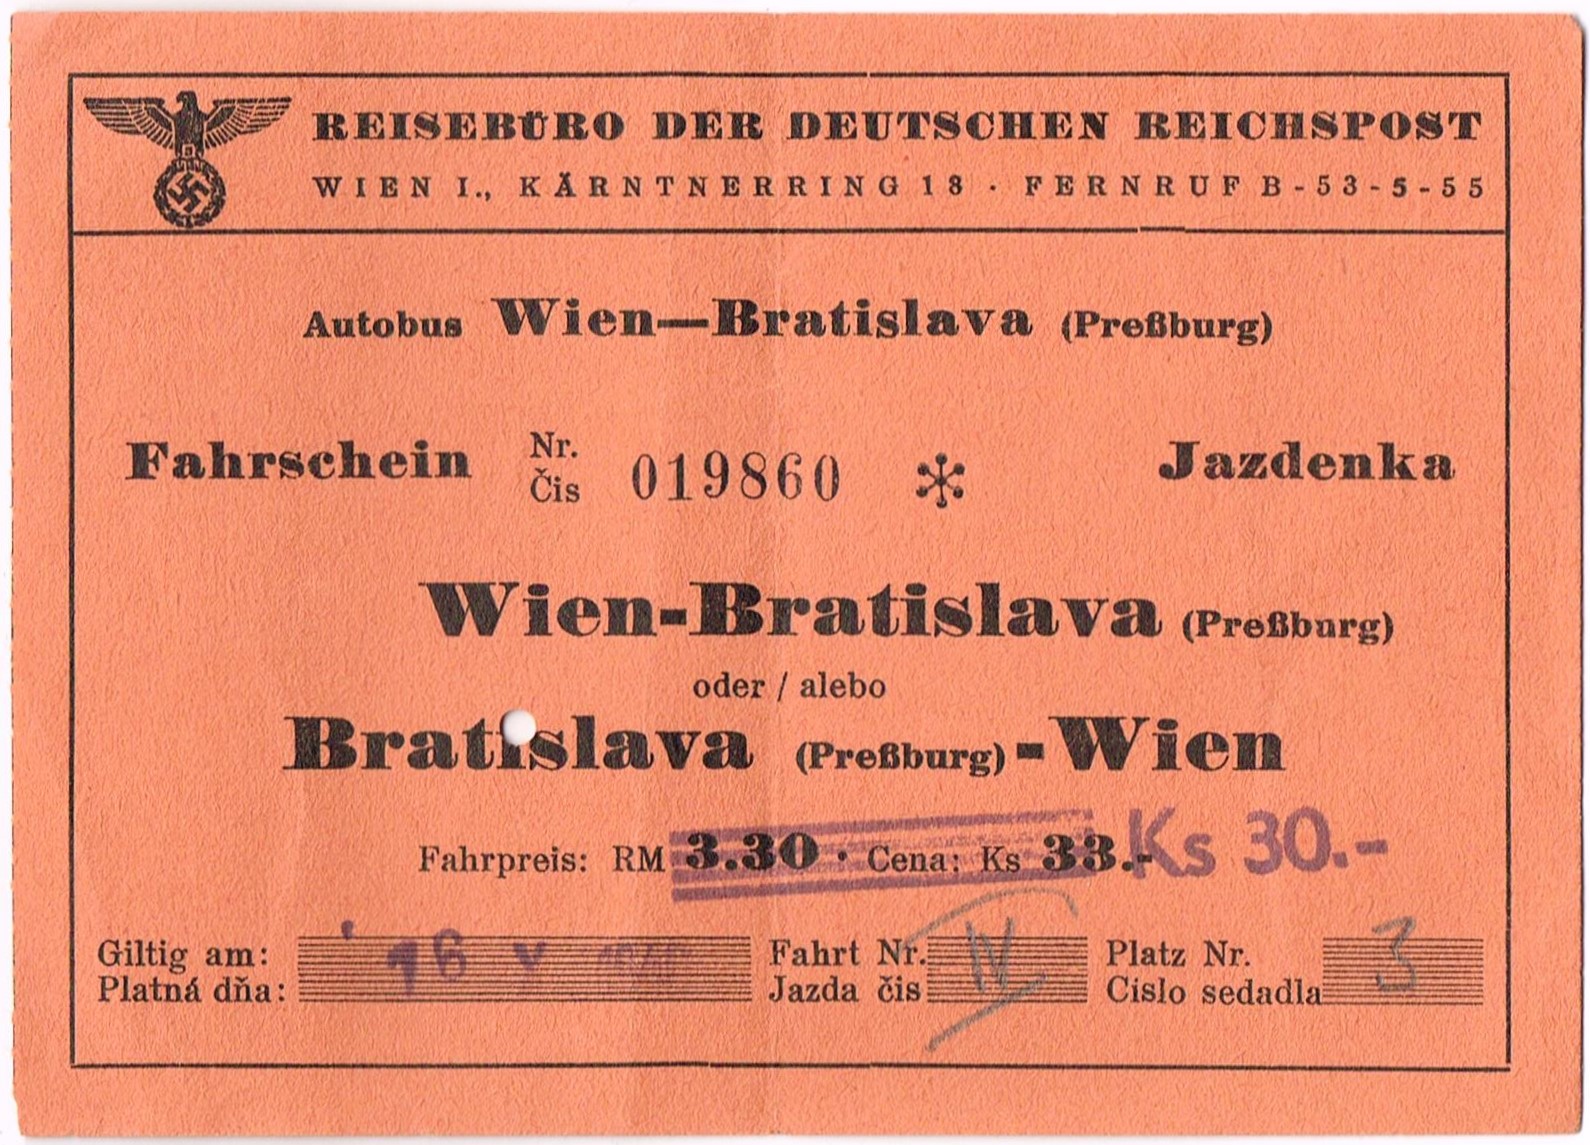 REISEBÜRO DER DEUTSCHEN REICHSPOST
WIEN I., KÄRNTNERRING 18 · FERNRUF B-53-5-55
Autobus Wien—Bratislava (Preßburg)
Fahrschein Nr. Čis 019860 * Jazdenka
Wien-Bratislava (Preßburg)
oder / alebo
Bratislava (Preßburg) - Wien
Fahrpreis: RM 3.30 · Cena: Ks 33.- Ks 30.-
Giltig am: 16 V Fahrt Nr. IV Platz Nr. 3
Platná dňa: Jazda čis Cislo sedadla